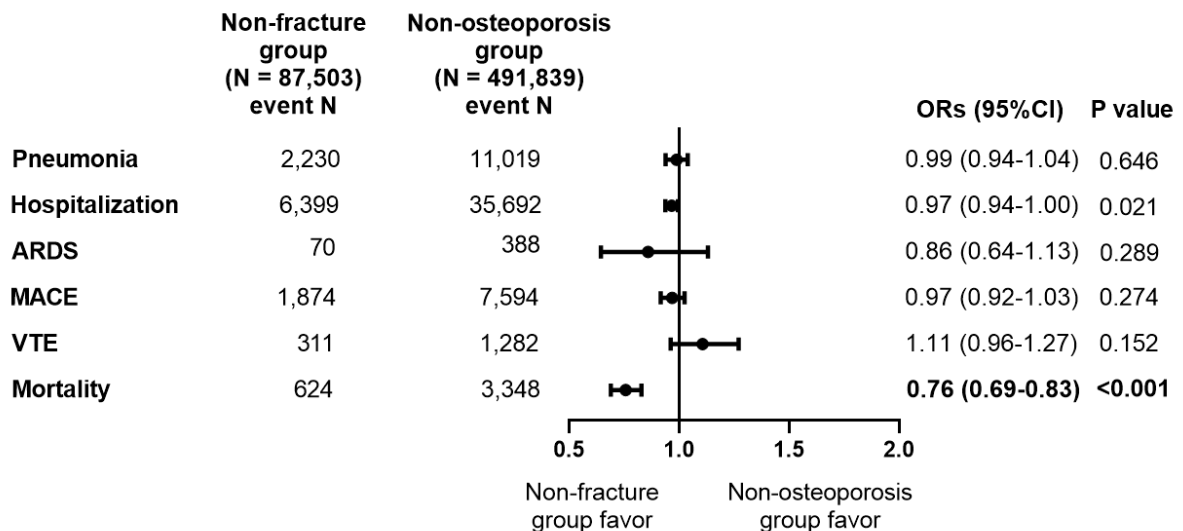 Non-fracture group (N = 87,503) event N
Non-osteoporosis group (N = 491,839) event N
ORs (95%CI) P value
Pneumonia 2,230 11,019 0.99 (0.94-1.04) 0.646
Hospitalization 6,399 35,692 0.97 (0.94-1.00) 0.021
ARDS 70 388 0.86 (0.64-1.13) 0.289
MACE 1,874 7,594 0.97 (0.92-1.03) 0.274
VTE 311 1,282 1.11 (0.96-1.27) 0.152
Mortality 624 3,348 0.76 (0.69-0.83) <0.001
0.5 1.0 1.5 2.0
Non-fracture group favor
Non-osteoporosis group favor